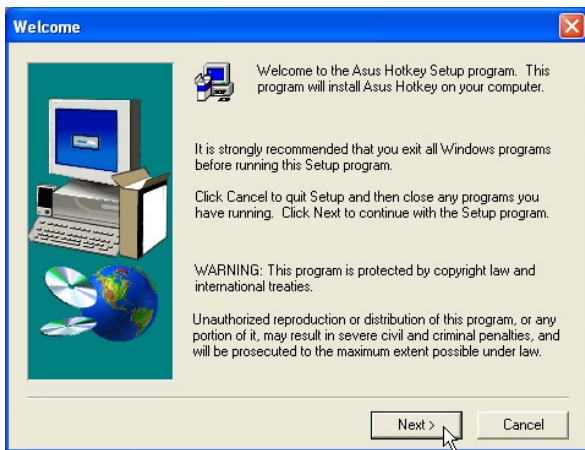 Welcome
Welcome to the Asus Hotkey Setup program. This
program will install Asus Hotkey on your computer.
It is strongly recommended that you exit all Windows programs
before running this Setup program.
Click Cancel to quit Setup and then close any programs you
have running. Click Next to continue with the Setup program.
WARNING: This program is protected by copyright law and
international treaties.
Unauthorized reproduction or distribution of this program, or any
portion of it, may result in severe civil and criminal penalties, and
will be prosecuted to the maximum extent possible under law.
Next >
Cancel